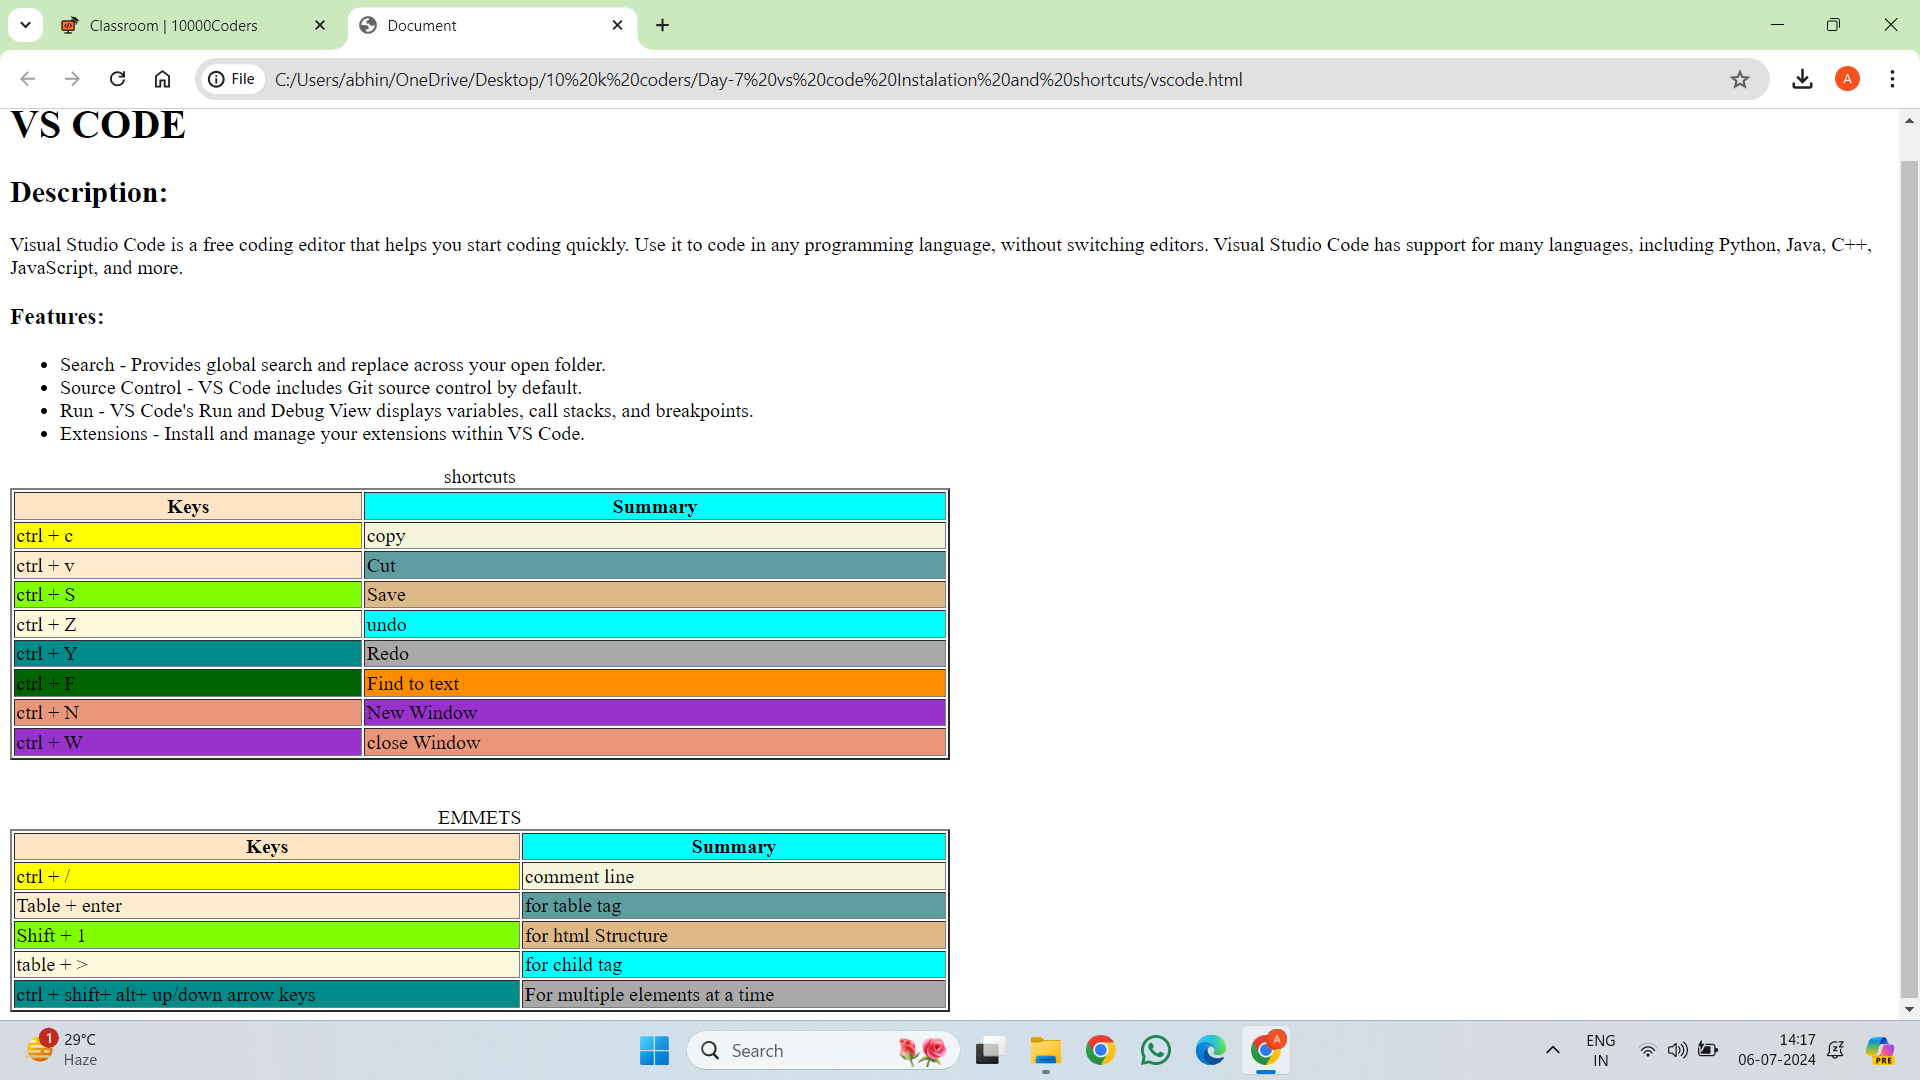 Classroom | 10000Coders
Document
File
C:/Users/abhin/OneDrive/Desktop/10%20k%20coders/Day-7%20vs%20code%20Instalation%20and%20shortcuts/vscode.html
A
VS CODE
Description:
Visual Studio Code is a free coding editor that helps you start coding quickly. Use it to code in any programming language, without switching editors. Visual Studio Code has support for many languages, including Python, Java, C++,
JavaScript, and more.
Features:
• Search - Provides global search and replace across your open folder.
• Source Control - VS Code includes Git source control by default.
• Run - VS Code's Run and Debug View displays variables, call stacks, and breakpoints.
• Extensions - Install and manage your extensions within VS Code.
shortcuts
Keys Summary
ctrl + c copy
ctrl + v Cut
ctrl + S Save
ctrl + Z undo
ctrl + Y Redo
ctrl + F Find to text
ctrl + N New Window
ctrl + W close Window
EMMETS
Keys Summary
ctrl + / comment line
Table + enter for table tag
Shift + 1 for html Structure
table + > for child tag
ctrl + shift+ alt+ up/down arrow keys For multiple elements at a time
1
29°C
Haze
Search
A
ENG
IN
14:17
06-07-2024
PRE